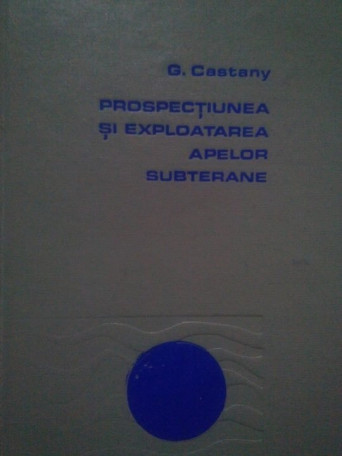 G. Castany
PROSPECȚIUNEA
ȘI EXPLOATAREA
APELOR
SUBTERANE